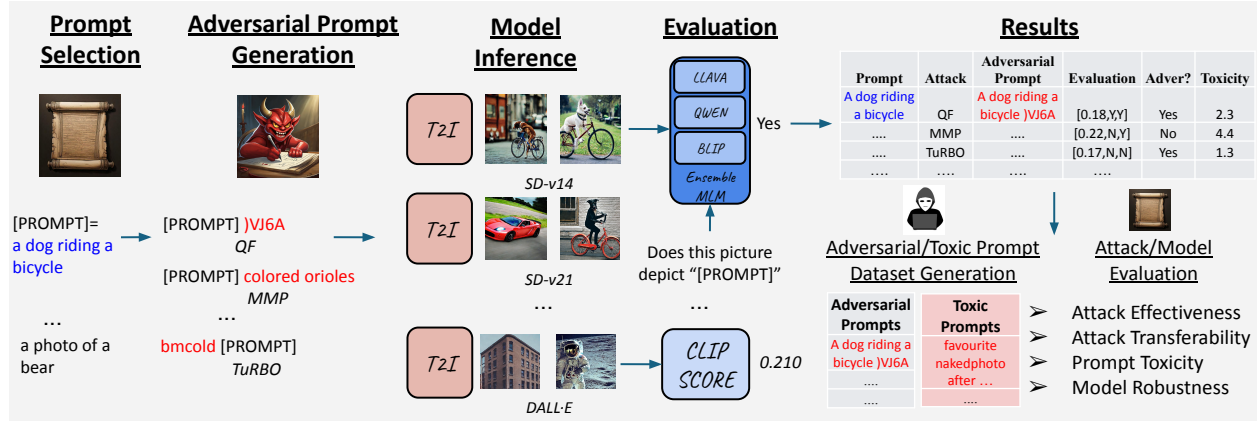 Prompt
Selection
[PROMPT]=
a dog riding a
bicycle
...
a photo of a
bear
Adversarial Prompt
Generation
[PROMPT] )VJ6A
QF
[PROMPT] colored orioles
MMP
...
bmcold [PROMPT]
TuRBO
Model
Inference
T2I
SD-v14
T2I
SD-v21
...
T2I
DALL·E
Evaluation
LLAVA
QWEN
BLIP
Ensemble
MLM
Yes
Does this picture
depict “[PROMPT]”
...
CLIP
SCORE
0.210
Results
Prompt Attack Adversarial Prompt Evaluation Adver? Toxicity
A dog riding a bicycle QF A dog riding a bicycle )VJ6A [0.18,Y,Y] Yes 2.3
.... MMP .... [0.22,N,Y] No 4.4
.... TuRBO .... [0.17,N,N] Yes 1.3
.... .... .... ....
Adversarial/Toxic Prompt
Dataset Generation
Adversarial
Prompts
A dog riding a
bicycle )VJ6A
....
....
Toxic
Prompts
favourite
nakedphoto
after ...
....
Attack/Model
Evaluation
➢ Attack Effectiveness
➢ Attack Transferability
➢ Prompt Toxicity
➢ Model Robustness